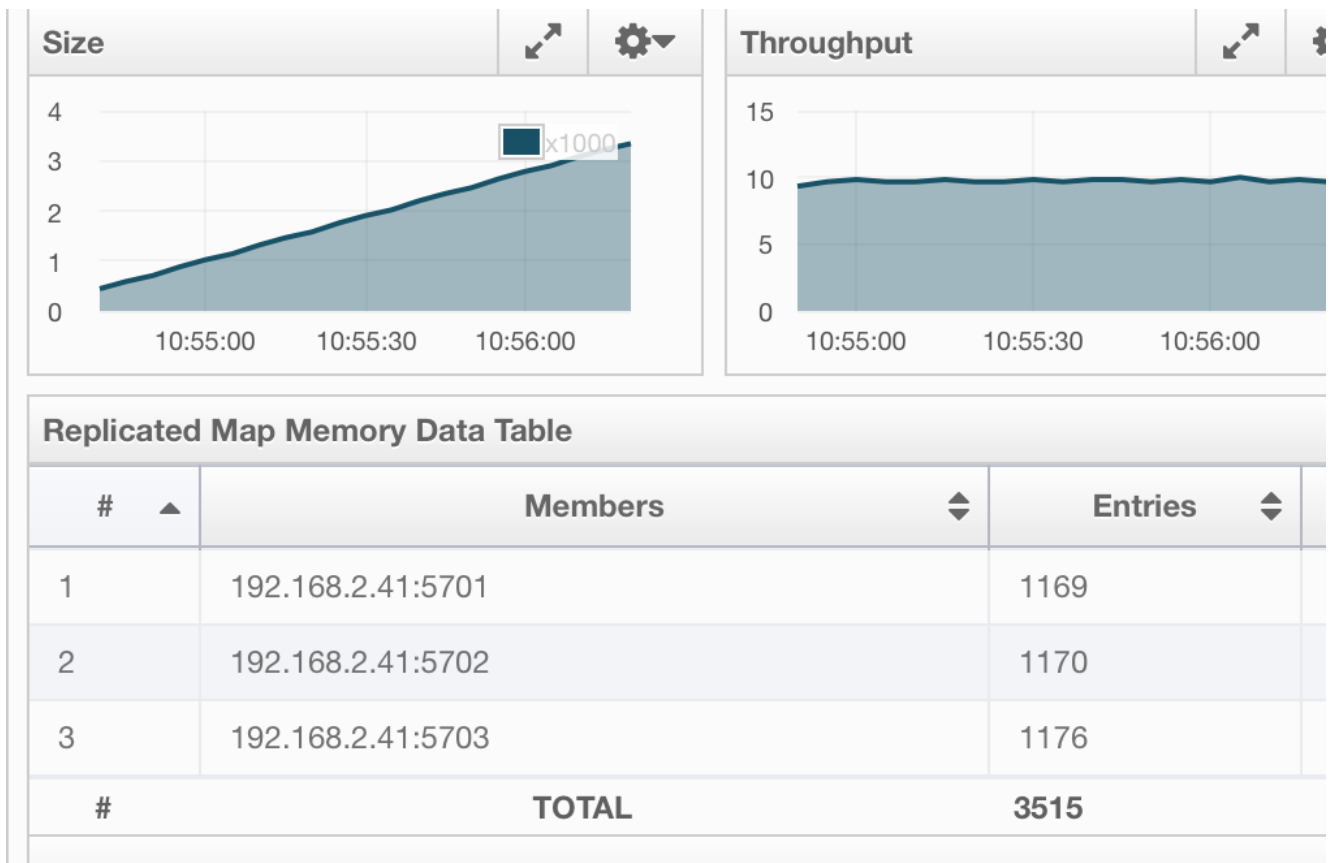 Size
Throughput
4
3
2
1
0
x1000
10:55:00 10:55:30 10:56:00
15
10
5
0
10:55:00 10:55:30 10:56:00
Replicated Map Memory Data Table
# Members Entries
1 192.168.2.41:5701 1169
2 192.168.2.41:5702 1170
3 192.168.2.41:5703 1176
# TOTAL 3515